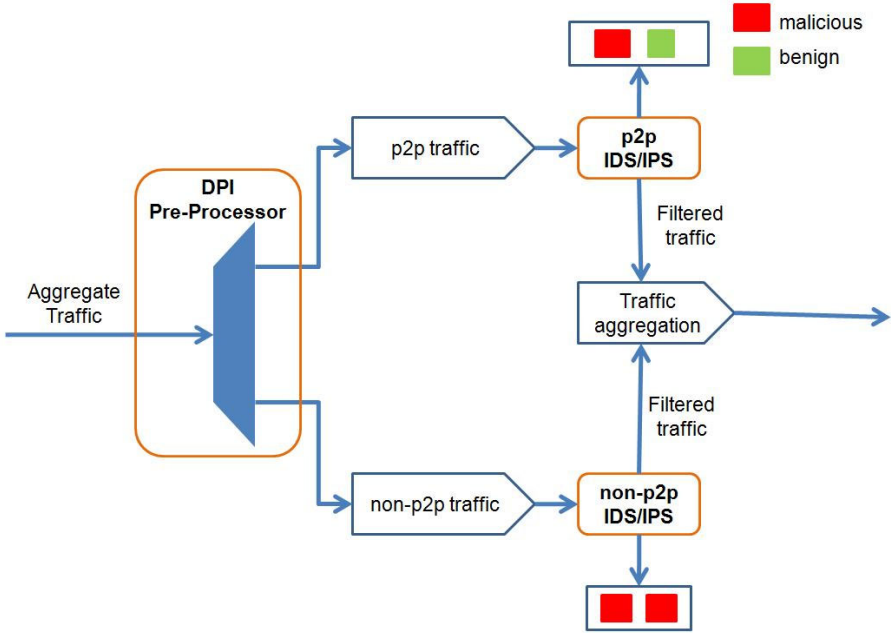 malicious
benign
p2p traffic
p2p
IDS/IPS
DPI
Pre-Processor
Filtered
traffic
Aggregate
Traffic
Traffic
aggregation
Filtered
traffic
non-p2p traffic
non-p2p
IDS/IPS